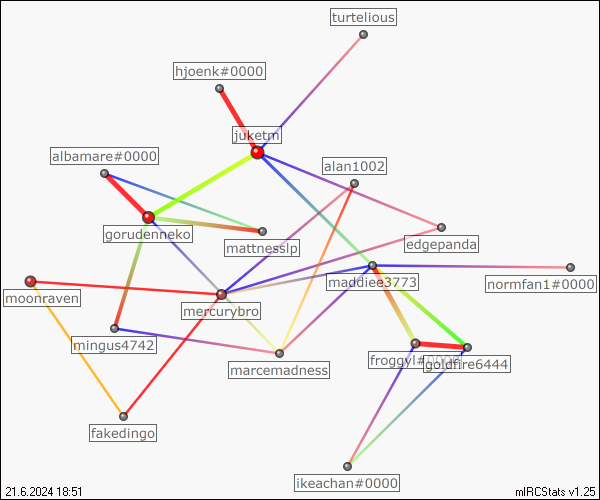 turtelious
hjoenk#0000
juketm
albamare#0000
alan1002
gorudenneko
mattnesslp
edgepanda
maddiee3773
normfan1#0000
moonraven
mercurybro
mingus4742
marcemadness
froggyl#0000
goldfire6444
fakedingo
ikeachan#0000
21.6.2024 18:51
mIRCStats v1.25